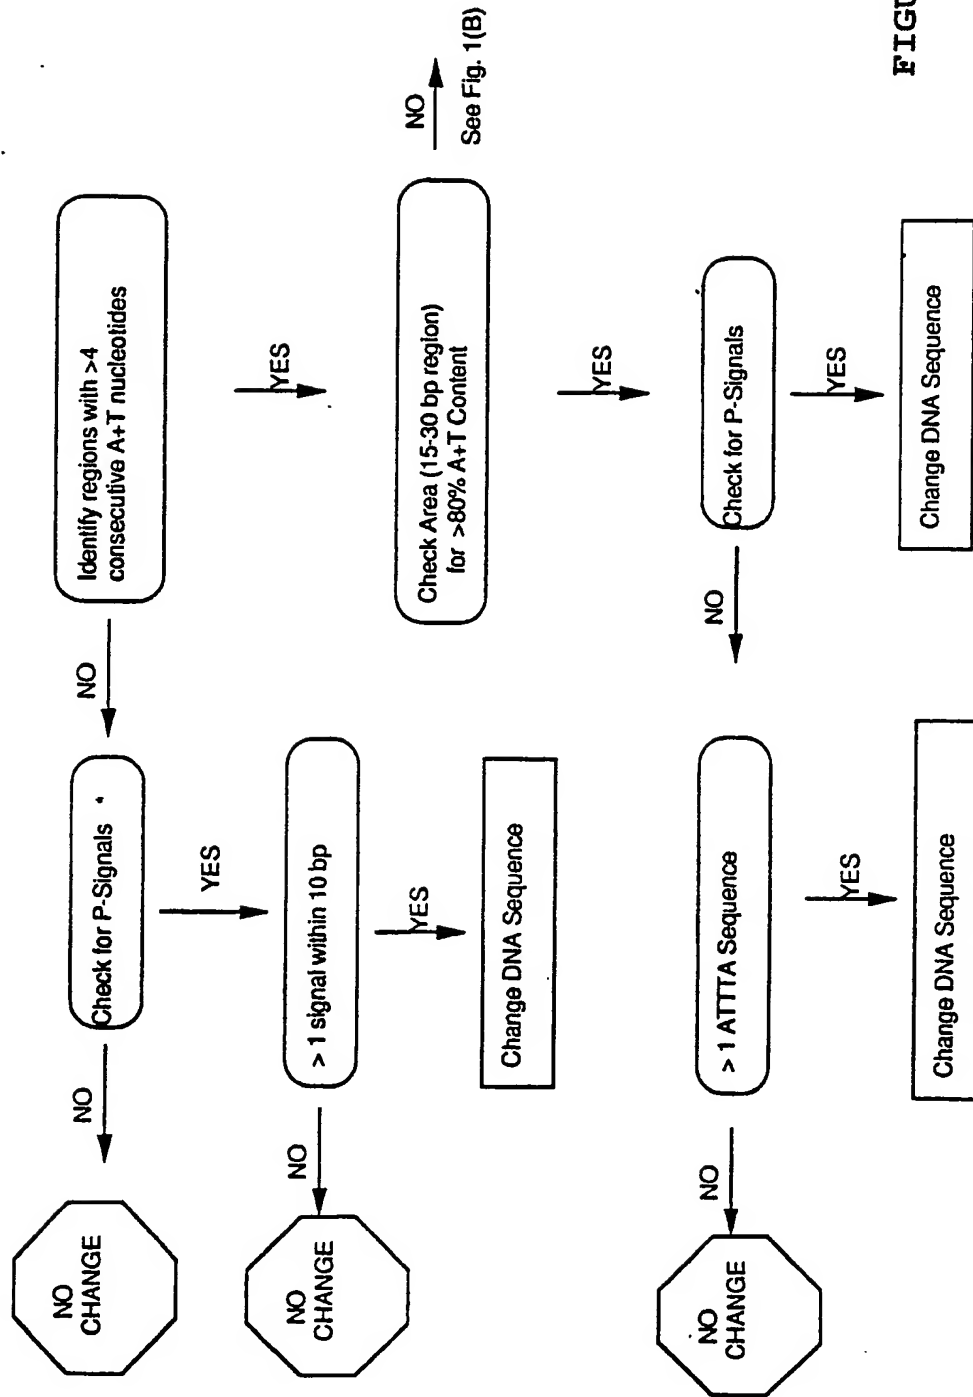 NO
CHANGE
NO
Check for P-Signals *
NO
Identify regions with >4
consecutive A+T nucleotides
YES
YES
NO
CHANGE
NO
> 1 signal within 10 bp
YES
Change DNA Sequence
Check Area (15-30 bp region)
for >80% A+T Content
NO
See Fig. 1(B)
YES
NO
CHANGE
NO
> 1 ATTTA Sequence
NO
Check for P-Signals
YES
YES
Change DNA Sequence
Change DNA Sequence
FIGU